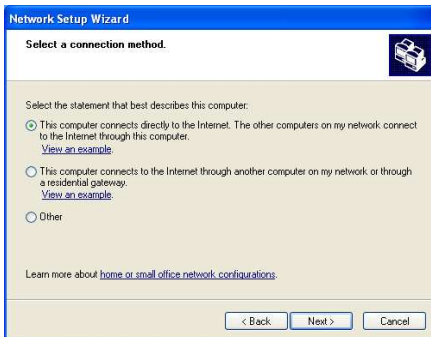 Network Setup Wizard
Select a connection method.
Select the statement that best describes this computer:
This computer connects directly to the Internet. The other computers on my network connect
to the Internet through this computer.
View an example.
This computer connects to the Internet through another computer on my network or through
a residential gateway.
View an example.
Other
Learn more about home or small office network configurations.
< Back Next > Cancel